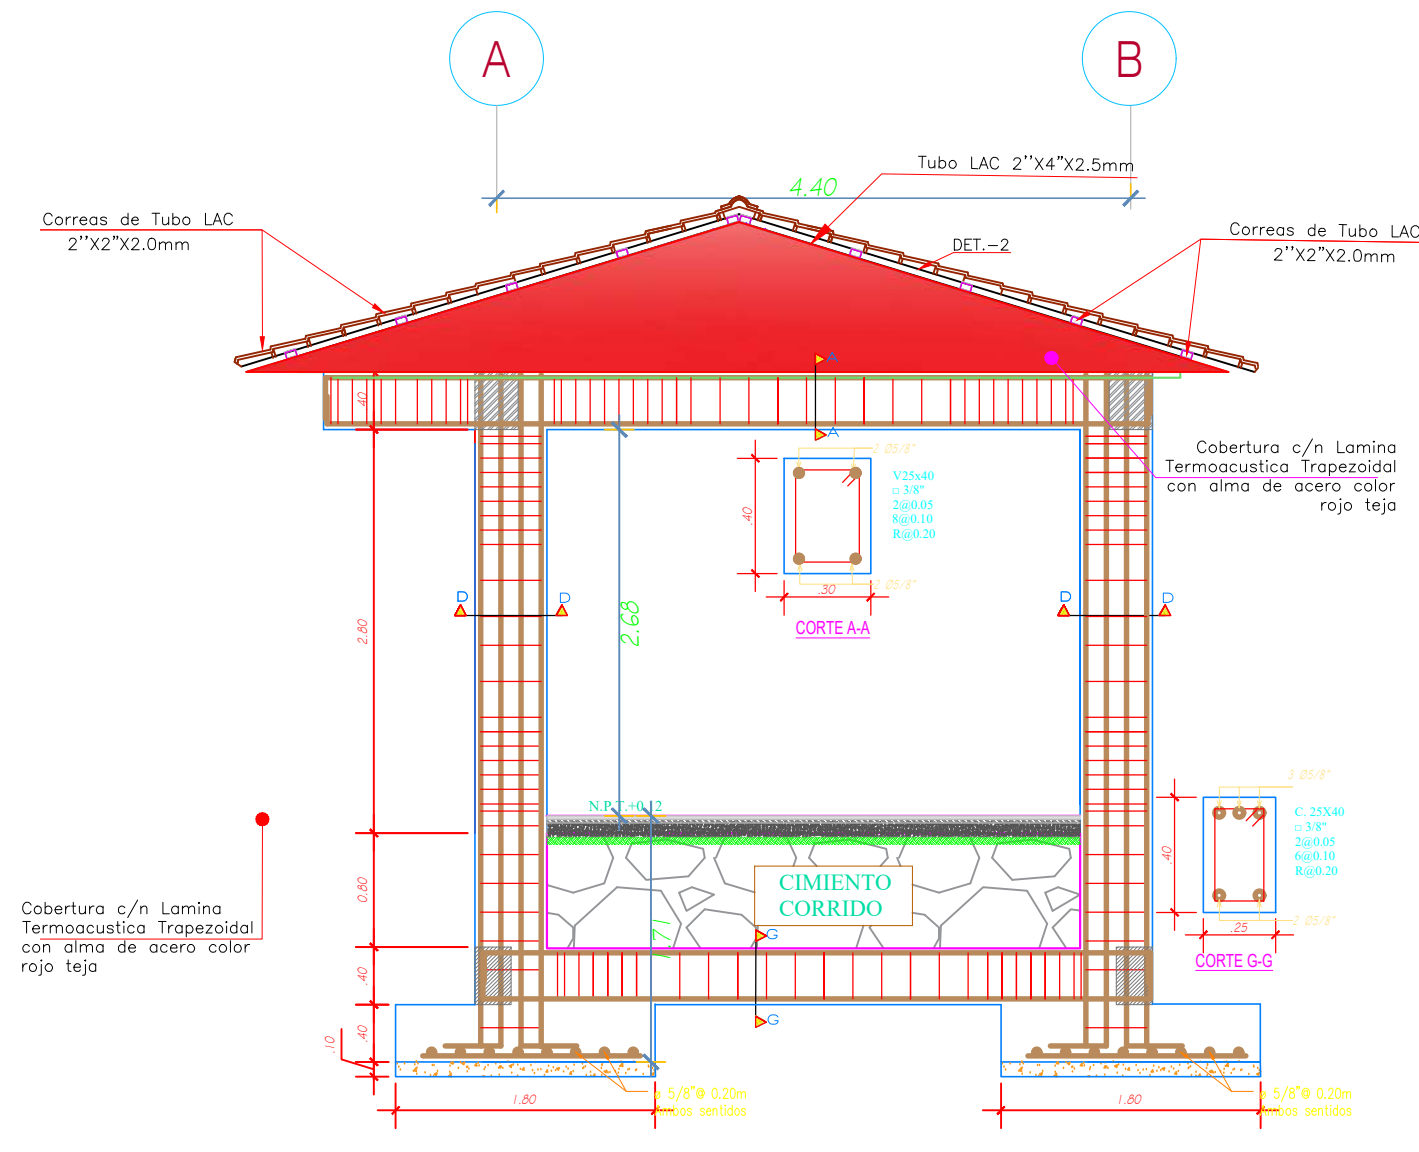 A
B
4.40
Tubo LAC 2''X4"X2.5mm
Correas de Tubo LAC
2''X2"X2.0mm
DET.-2
Correas de Tubo LAC
2''X2"X2.0mm
A
.40
A
2 Ø5/8"
V25x40
□ 3/8"
2@0.05
8@0.10
R@0.20
.40
2 Ø5/8"
.30
CORTE A-A
Cobertura c/n Lamina
Termoacustica Trapezoidal
con alma de acero color
rojo teja
D
D
D
D
2.68
2.80
N.P.T.+0.12
3 Ø5/8"
C. 25X40
□ 3/8"
2@0.05
6@0.10
R@0.20
.40
2 Ø5/8"
.25
CORTE G-G
CIMIENTO
CORRIDO
0.80
Cobertura c/n Lamina
Termoacustica Trapezoidal
con alma de acero color
rojo teja
G
G
.40
.40
.10
1.80
5/8"@ 0.20m
Ambos sentidos
1.80
5/8"@ 0.20m
Ambos sentidos